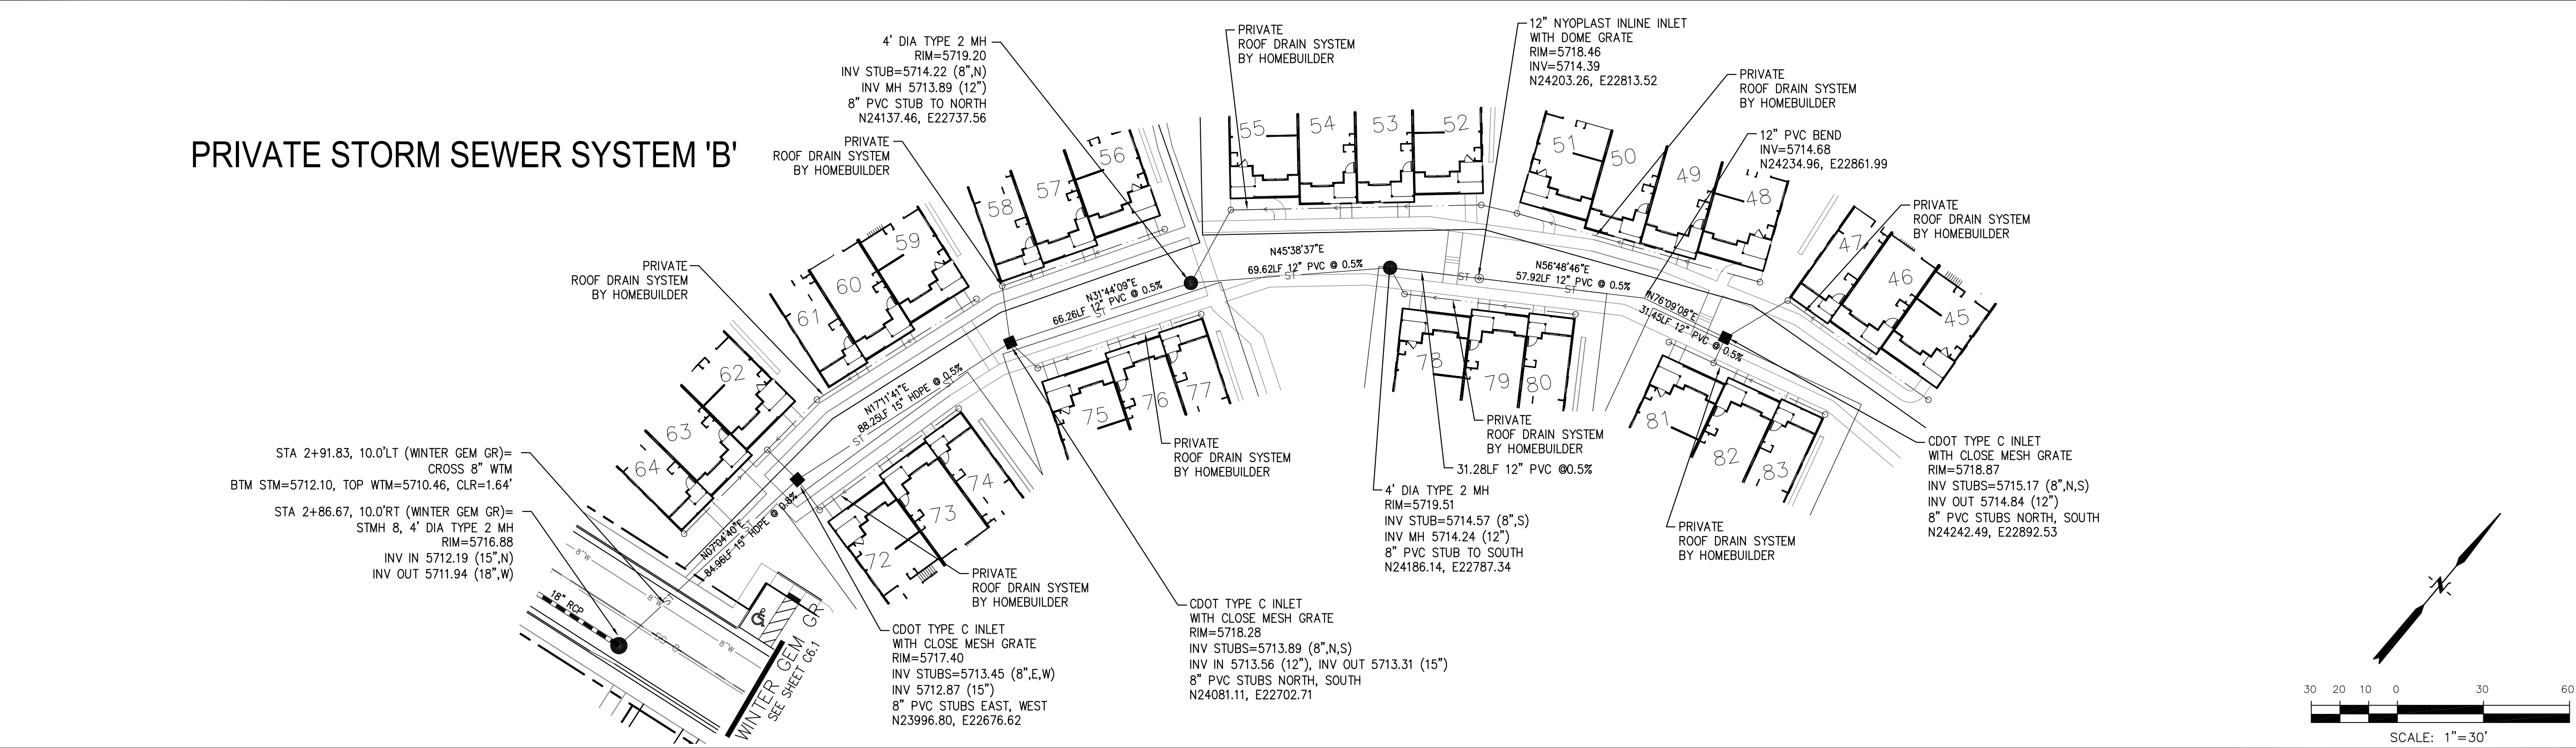 PRIVATE STORM SEWER SYSTEM 'B'
4' DIA TYPE 2 MH
RIM=5719.20
INV STUB=5714.22 (8",N)
INV MH 5713.89 (12")
8" PVC STUB TO NORTH
N24137.46, E22737.56
PRIVATE
ROOF DRAIN SYSTEM
BY HOMEBUILDER
PRIVATE
ROOF DRAIN SYSTEM
BY HOMEBUILDER
12" NYOPLAST INLINE INLET
WITH DOME GRATE
RIM=5718.46
INV=5714.39
N24203.26, E22813.52
PRIVATE
ROOF DRAIN SYSTEM
BY HOMEBUILDER
12" PVC BEND
INV=5714.68
N24234.96, E22861.99
PRIVATE
ROOF DRAIN SYSTEM
BY HOMEBUILDER
PRIVATE
ROOF DRAIN SYSTEM
BY HOMEBUILDER
64
63
62
61
60
59
58
57
56
55
54
53
52
51
50
49
48
47
46
45
N07°04'40"E
84.96LF 15" HDPE @ 0.8%
ST
N17°11'41"E
88.25LF 15" HDPE @ 0.5%
ST
ST
N31°44'09"E
66.26LF 12" PVC @ 0.5%
ST
N45°38'37"E
69.62LF 12" PVC @ 0.5%
ST
ST
N56°48'46"E
57.92LF 12" PVC @ 0.5%
ST
N76°09'08"E
31.45LF 12" PVC @ 0.5%
72
73
74
75
76
77
78
79
80
81
82
83
STA 2+91.83, 10.0'LT (WINTER GEM GR)=
CROSS 8" WTM
BTM STM=5712.10, TOP WTM=5710.46, CLR=1.64'
STA 2+86.67, 10.0'RT (WINTER GEM GR)=
STMH 8, 4' DIA TYPE 2 MH
RIM=5716.88
INV IN 5712.19 (15",N)
INV OUT 5711.94 (18",W)
8"W
8"W
8"W
ST
18" RCP
WINTER GEM GR
SEE SHEET C6.1
PRIVATE
ROOF DRAIN SYSTEM
BY HOMEBUILDER
CDOT TYPE C INLET
WITH CLOSE MESH GRATE
RIM=5717.40
INV STUBS=5713.45 (8",E,W)
INV 5712.87 (15")
8" PVC STUBS EAST, WEST
N23996.80, E22676.62
PRIVATE
ROOF DRAIN SYSTEM
BY HOMEBUILDER
CDOT TYPE C INLET
WITH CLOSE MESH GRATE
RIM=5718.28
INV STUBS=5713.89 (8",N,S)
INV IN 5713.56 (12"), INV OUT 5713.31 (15")
8" PVC STUBS NORTH, SOUTH
N24081.11, E22702.71
PRIVATE
ROOF DRAIN SYSTEM
BY HOMEBUILDER
31.28LF 12" PVC @0.5%
4' DIA TYPE 2 MH
RIM=5719.51
INV STUB=5714.57 (8",S)
INV MH 5714.24 (12")
8" PVC STUB TO SOUTH
N24186.14, E22787.34
PRIVATE
ROOF DRAIN SYSTEM
BY HOMEBUILDER
CDOT TYPE C INLET
WITH CLOSE MESH GRATE
RIM=5718.87
INV STUBS=5715.17 (8",N,S)
INV OUT 5714.84 (12")
8" PVC STUBS NORTH, SOUTH
N24242.49, E22892.53
N
30 20 10 0 30 60
SCALE: 1"=30'